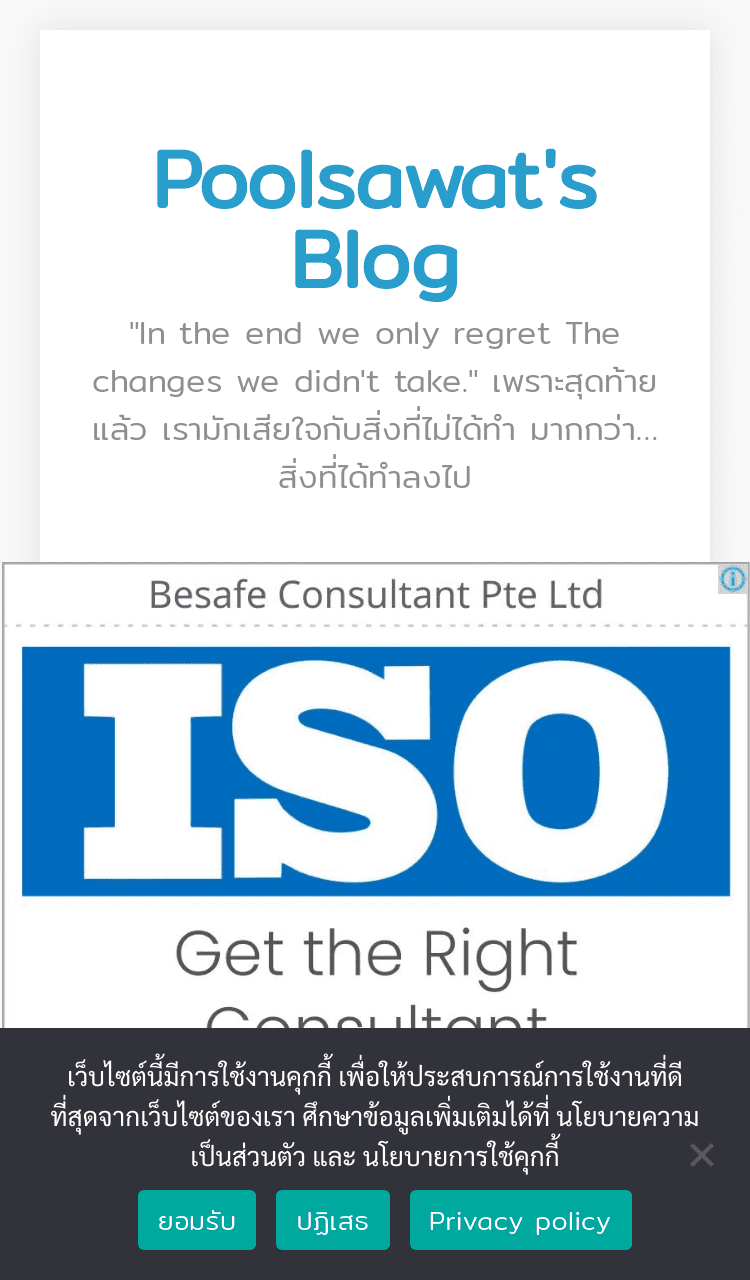 Poolsawat's
Blog
"In the end we only regret The
changes we didn't take." เพราะสุดท้าย
แล้ว เรามักเสียใจกับสิ่งที่ไม่ได้ทำ มากกว่า...
สิ่งที่ได้ทำลงไป
Besafe Consultant Pte Ltd
ISO
Get the Right
Consultant
เว็บไซต์นี้มีการใช้งานคุกกี้ เพื่อให้ประสบการณ์การใช้งานที่ดี
ที่สุดจากเว็บไซต์ของเรา ศึกษาข้อมูลเพิ่มเติมได้ที่ นโยบายความ
เป็นส่วนตัว และ นโยบายการใช้คุกกี้
ยอมรับ ปฏิเสธ Privacy policy